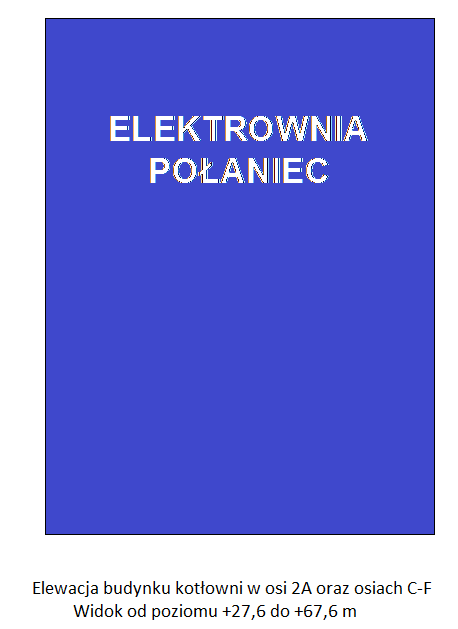 ELEKTROWNIA
POŁANIEC
Elewacja budynku kotłowni w osi 2A oraz osiach C-F
Widok od poziomu +27,6 do +67,6 m